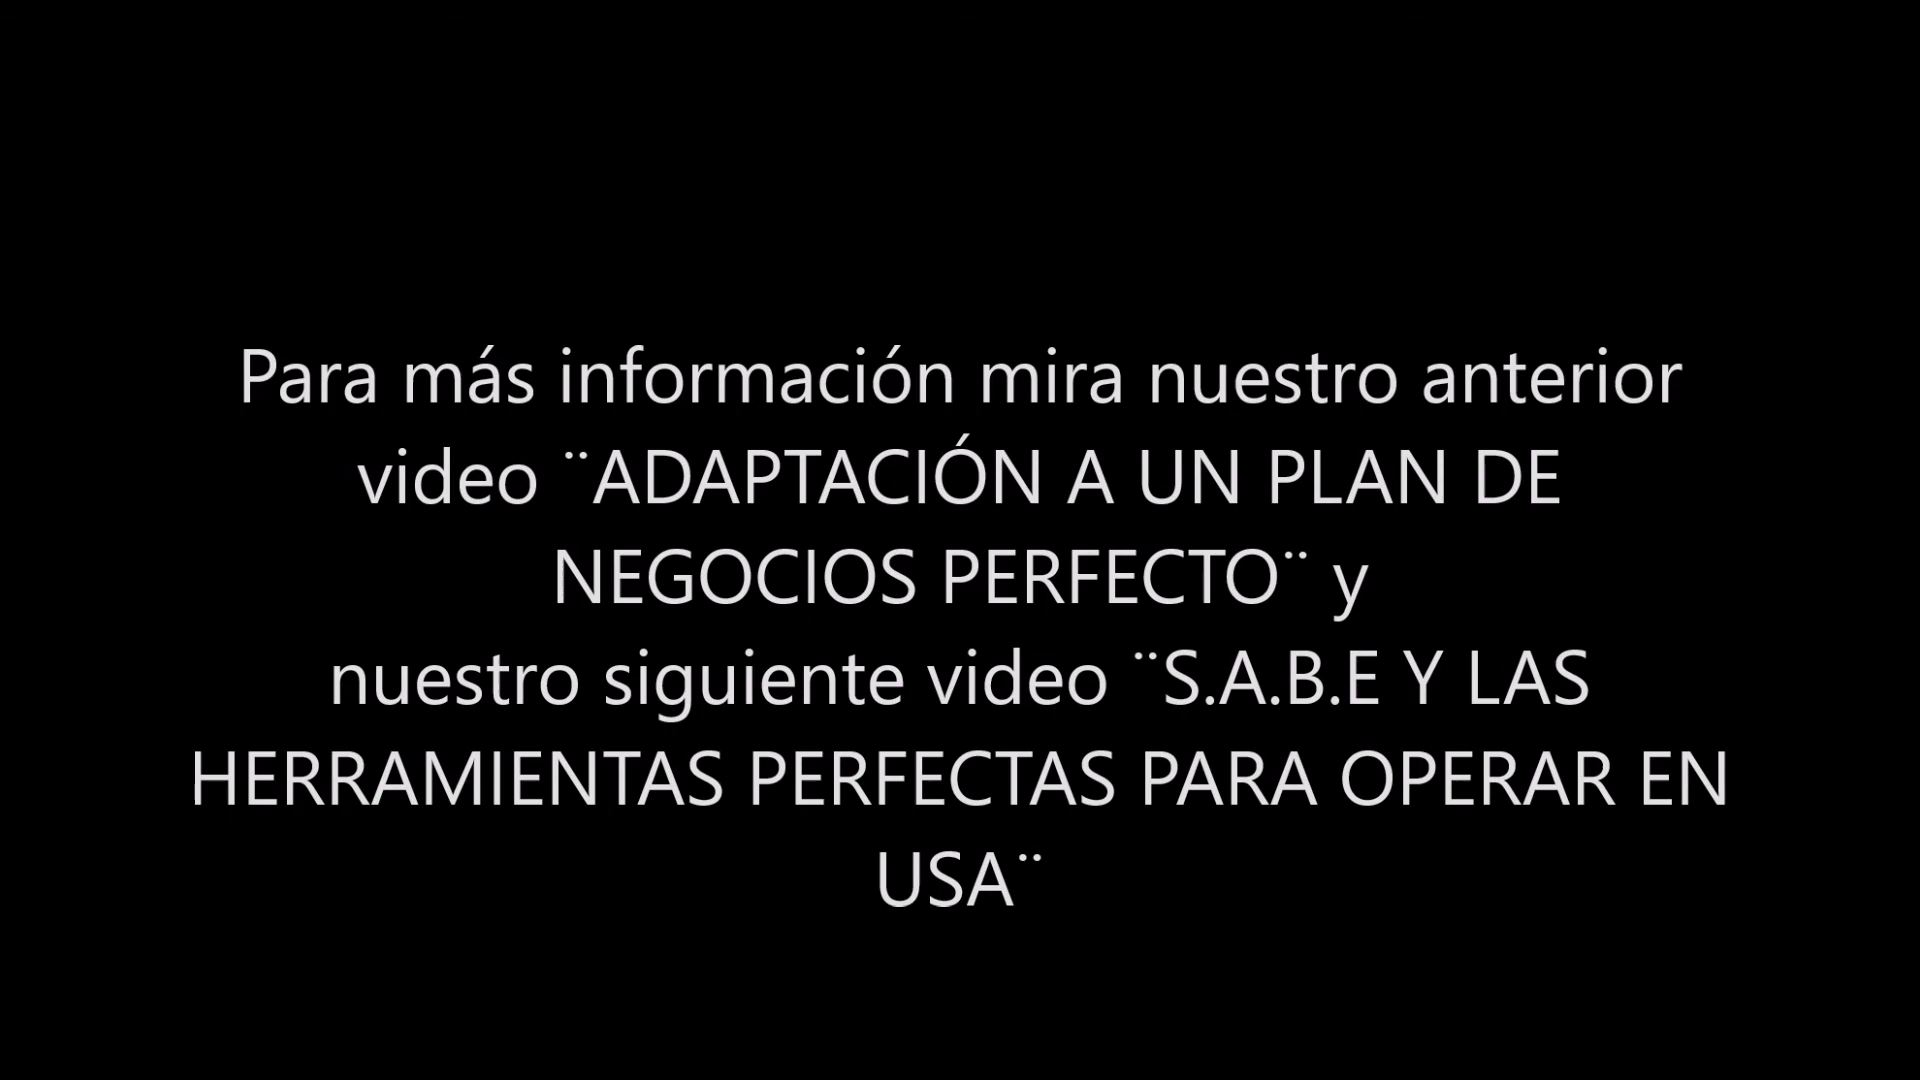 Para más información mira nuestro anterior
video ¨ADAPTACIÓN A UN PLAN DE
NEGOCIOS PERFECTO¨ y
nuestro siguiente video ¨S.A.B.E Y LAS
HERRAMIENTAS PERFECTAS PARA OPERAR EN
USA¨